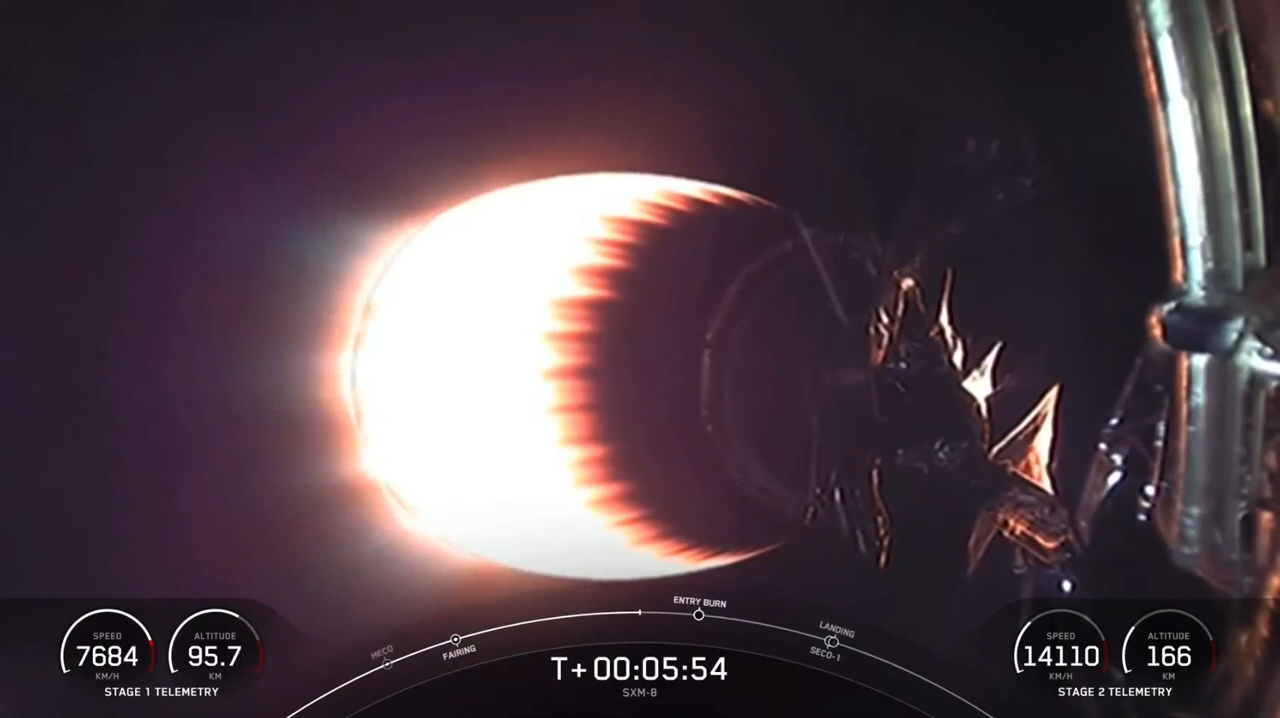 ENTRY BURN
LANDING
MECO
FAIRING
SECO-1
SPEED
7684
KM/H
ALTITUDE
95.7
KM
STAGE 1 TELEMETRY
T+00:05:54
SXM-8
SPEED
14110
KM/H
ALTITUDE
166
KM
STAGE 2 TELEMETRY